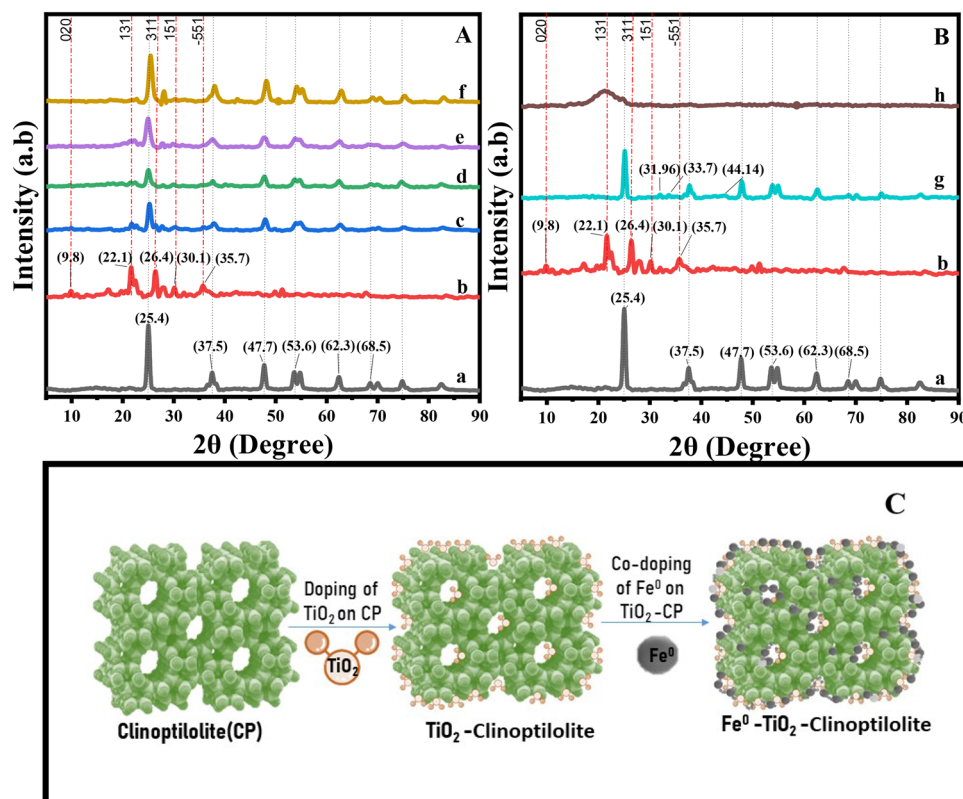 020
131
311
151
-551
A
f
e
d
c
(9.8)
(22.1)
(26.4)
(30.1)
(35.7)
b
(25.4)
(37.5)
(47.7)
(53.6)
(62.3)
(68.5)
a
Intensity (a.b)
10 20 30 40 50 60 70 80 90
2θ (Degree)
020
131
311
151
-551
B
h
(31.96)
(33.7)
(44.14)
g
(9.8)
(22.1)
(26.4)
(30.1)
(35.7)
b
(25.4)
(37.5)
(47.7)
(53.6)
(62.3)
(68.5)
a
Intensity (a.b)
10 20 30 40 50 60 70 80 90
2θ (Degree)
C
Doping of
TiO₂ on CP
TiO₂
Co-doping
of Fe⁰ on
TiO₂-CP
Fe⁰
Clinoptilolite(CP)
TiO₂ -Clinoptilolite
Fe⁰ -TiO₂ -Clinoptilolite